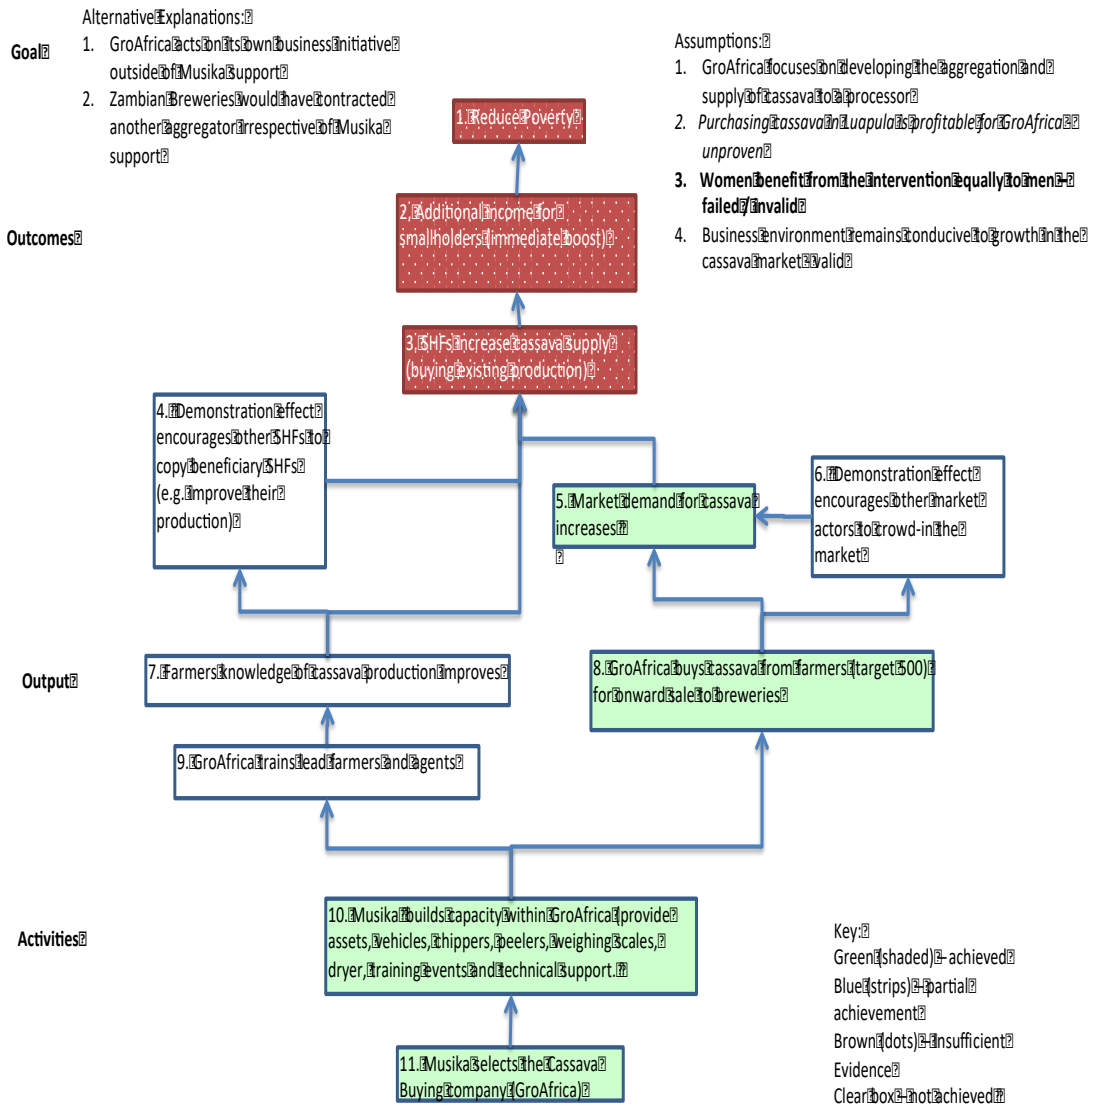 Alternative Explanations:
Goal
1. GroAfrica acts on its own business initiative
outside of Musika support
2. Zambian Breweries would have contracted
another aggregator irrespective of Musika
support
Assumptions:
1. GroAfrica focuses on developing the aggregation and
supply of cassava to a processor
2. Purchasing cassava in Luapula is profitable for GroAfrica -
unproven
3. Women benefit from the intervention equally to men –
failed / invalid
4. Business environment remains conducive to growth in the
cassava market - valid
1. Reduce Poverty
Outcomes
2, Additional income for
smallholders (immediate boost)
3. SHFs increase cassava supply
(buying existing production)
4. Demonstration effect
encourages other SHFs to
copy beneficiary SHFs
(e.g. improve their
production)
5. Market demand for cassava
increases
6. Demonstration effect
encourages other market
actors to crowd-in the
market
Output
7. Farmers knowledge of cassava production improves
8. GroAfrica buys cassava from farmers (target 500)
for onward sale to breweries
9. GroAfrica trains lead farmers and agents
Activities
10. Musika builds capacity within GroAfrica (provide
assets, vehicles, chippers, peelers, weighing scales,
dryer, training events and technical support.
11. Musika selects the Cassava
Buying company (GroAfrica)
Key:
Green (shaded) – achieved
Blue (strips) – partial
achievement
Brown (dots) – Insufficient
Evidence
Clear box – not achieved